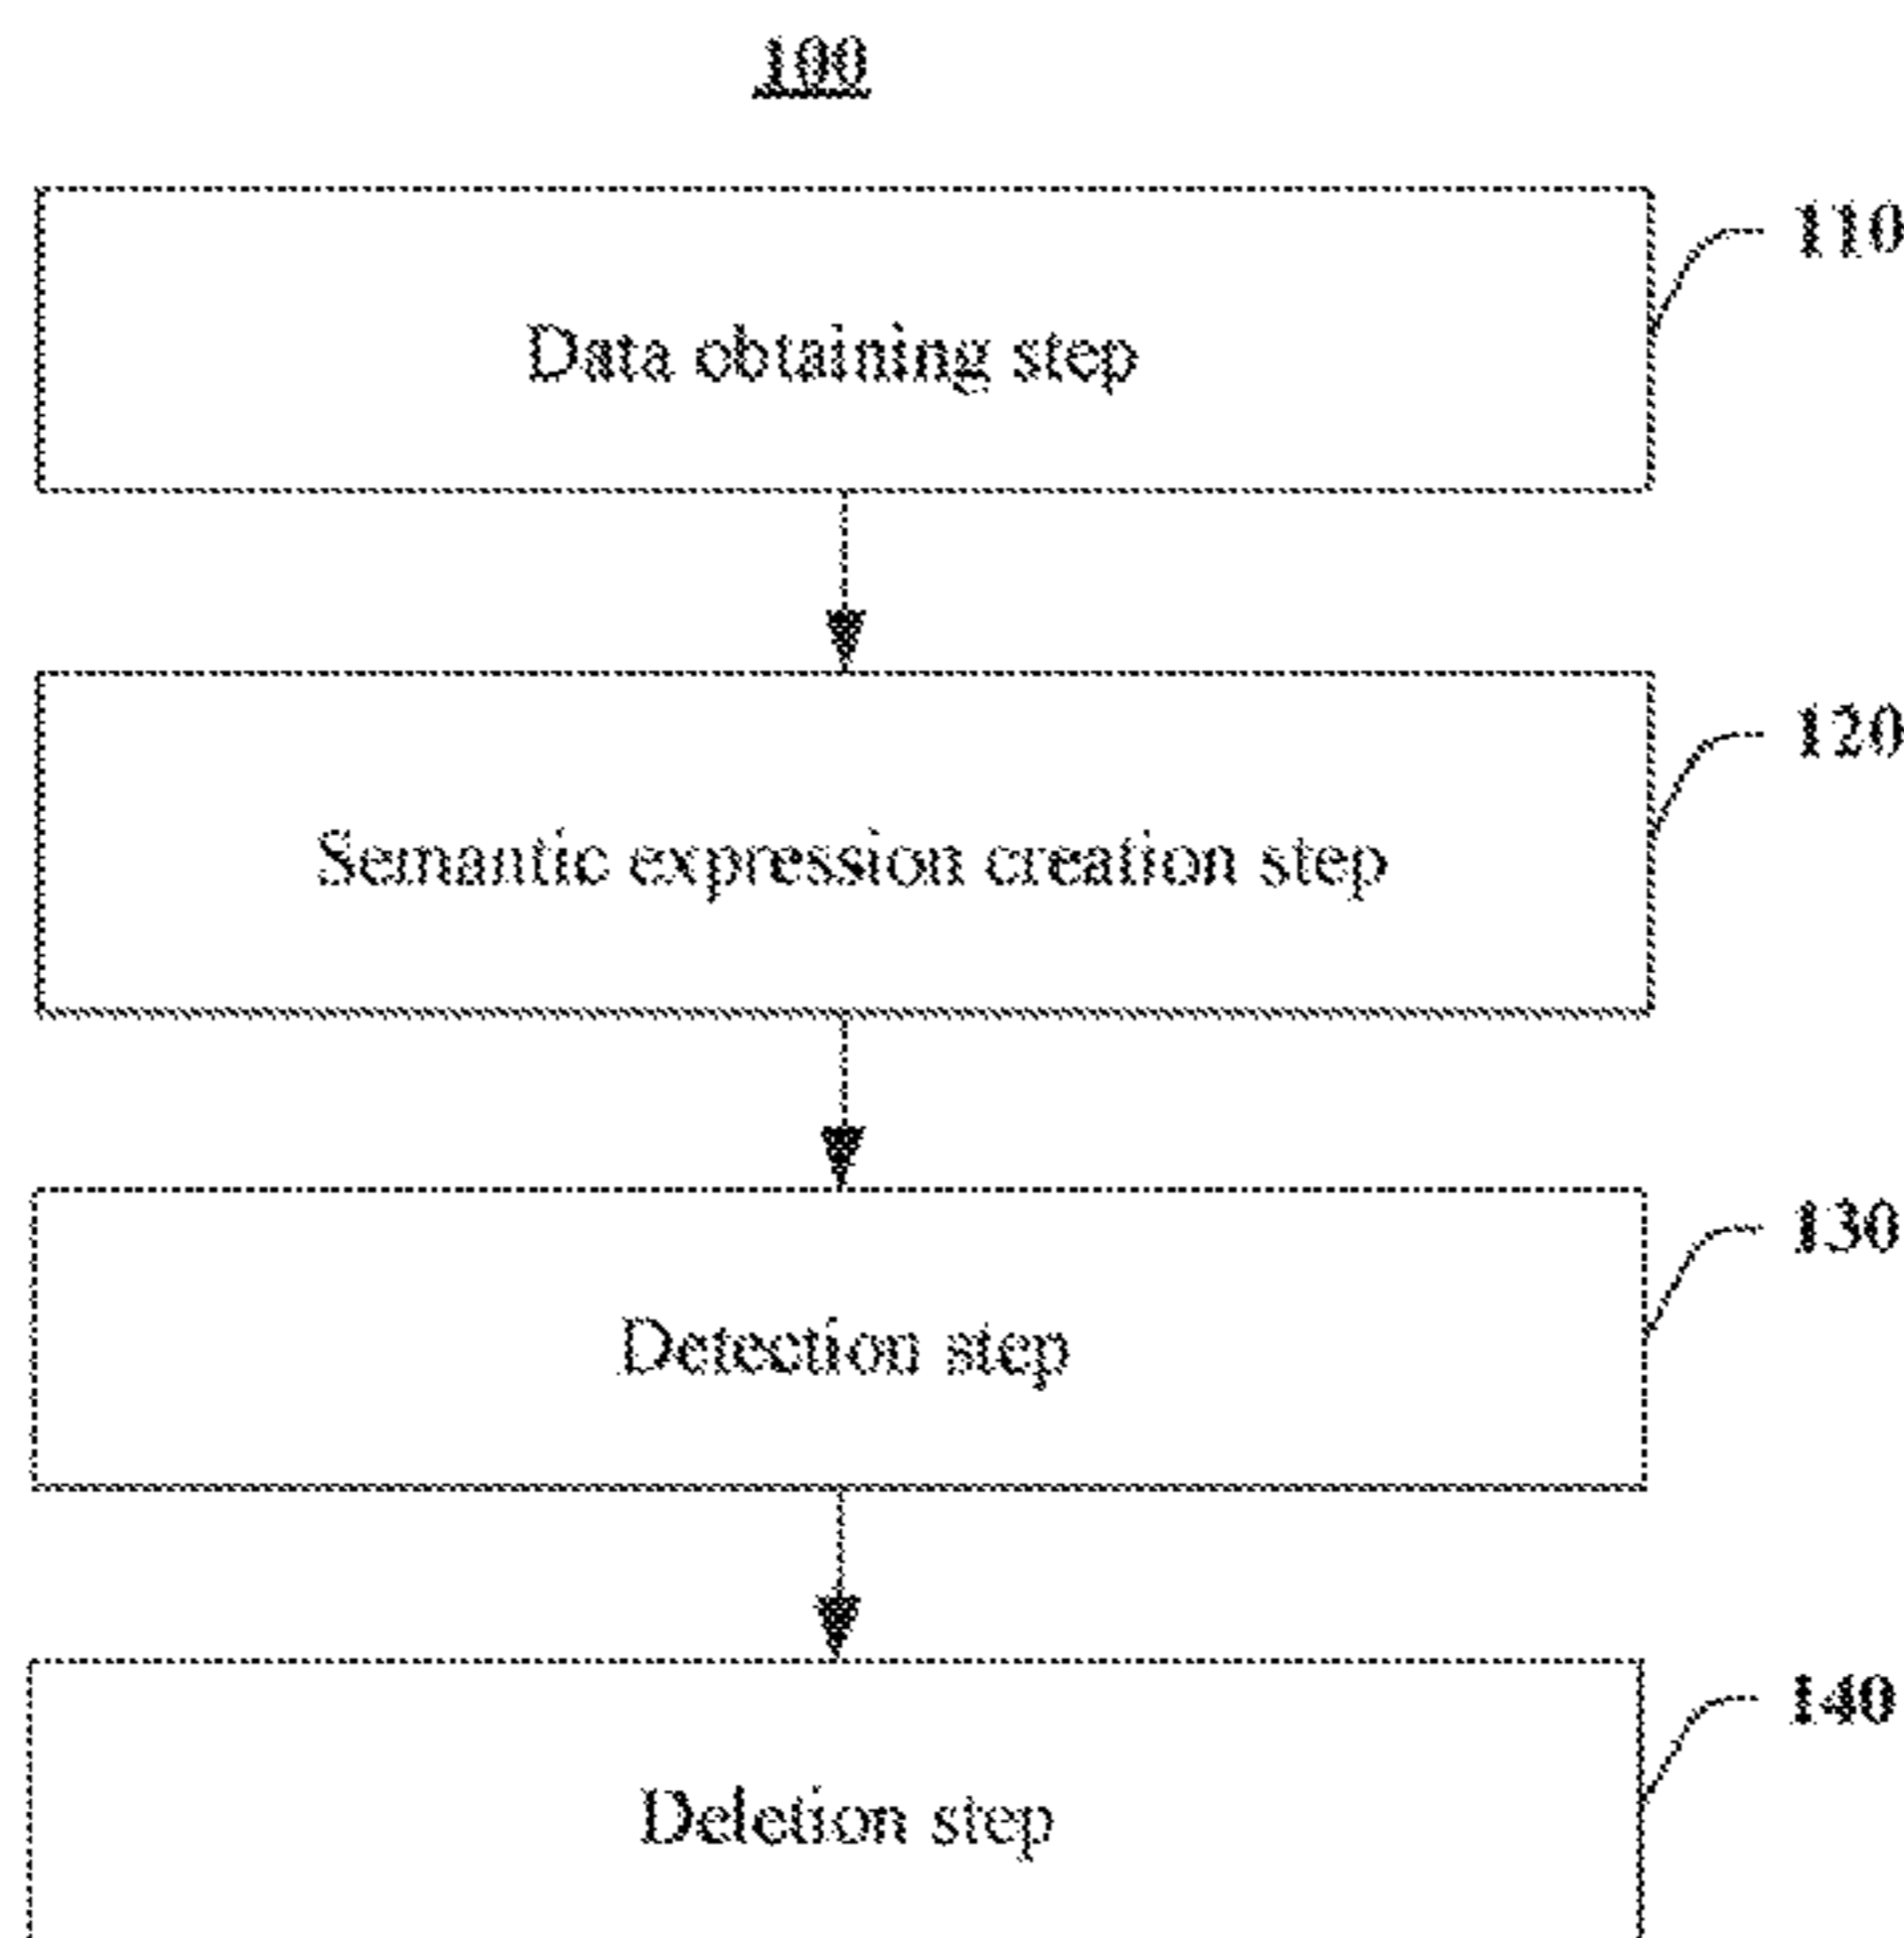 100
110
Data obtaining step
120
Semantic expression creation step
130
Detection step
140
Deletion step